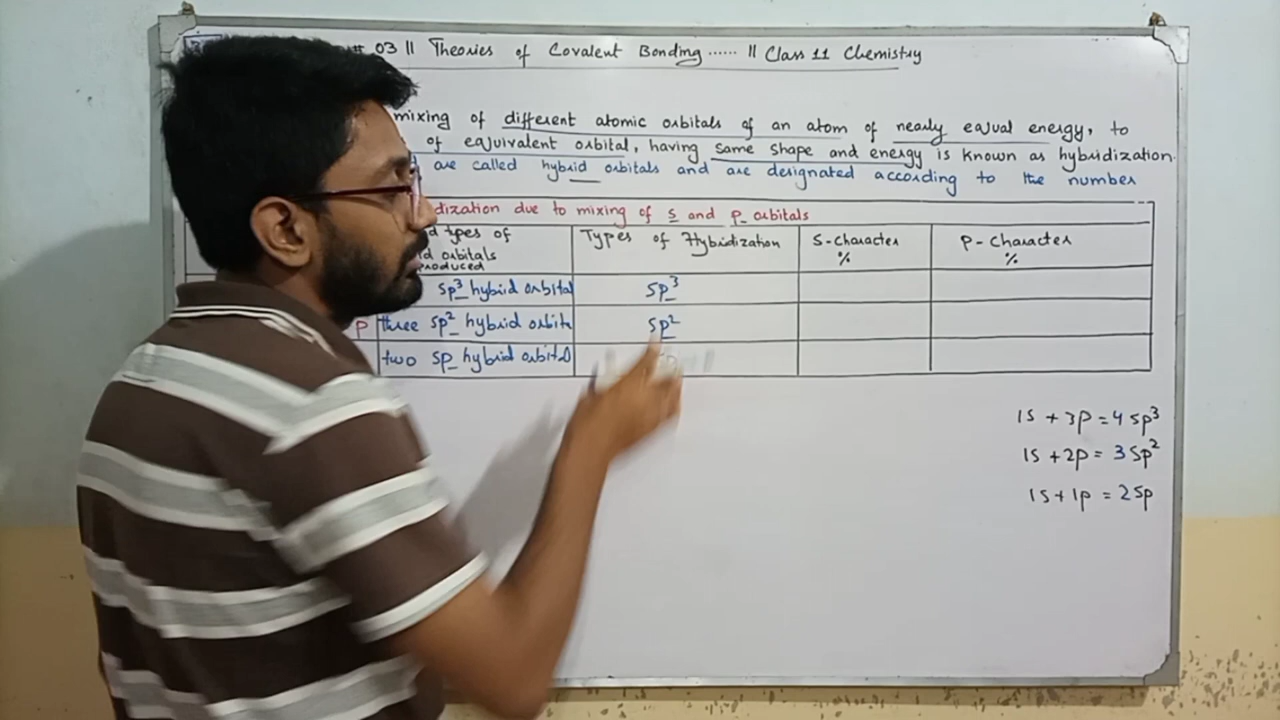 03 || Theories of Covalent Bonding ...... || Class 11 Chemistry
mixing of different atomic orbitals of an atom of nearly equal energy, to
of equivalent orbital, having same shape and energy is known as hybridization.
are called hybrid orbitals and are designated according to the number
dization due to mixing of s and p orbitals
types of Types of Hybridization S-Character % P-Character %
orbitals
produced
sp³ hybrid orbital sp³
P three sp² hybrid orbita sp²
two sp hybrid orbital
1s + 3p = 4 sp³
1s + 2p = 3 sp²
1s + 1p = 2 sp